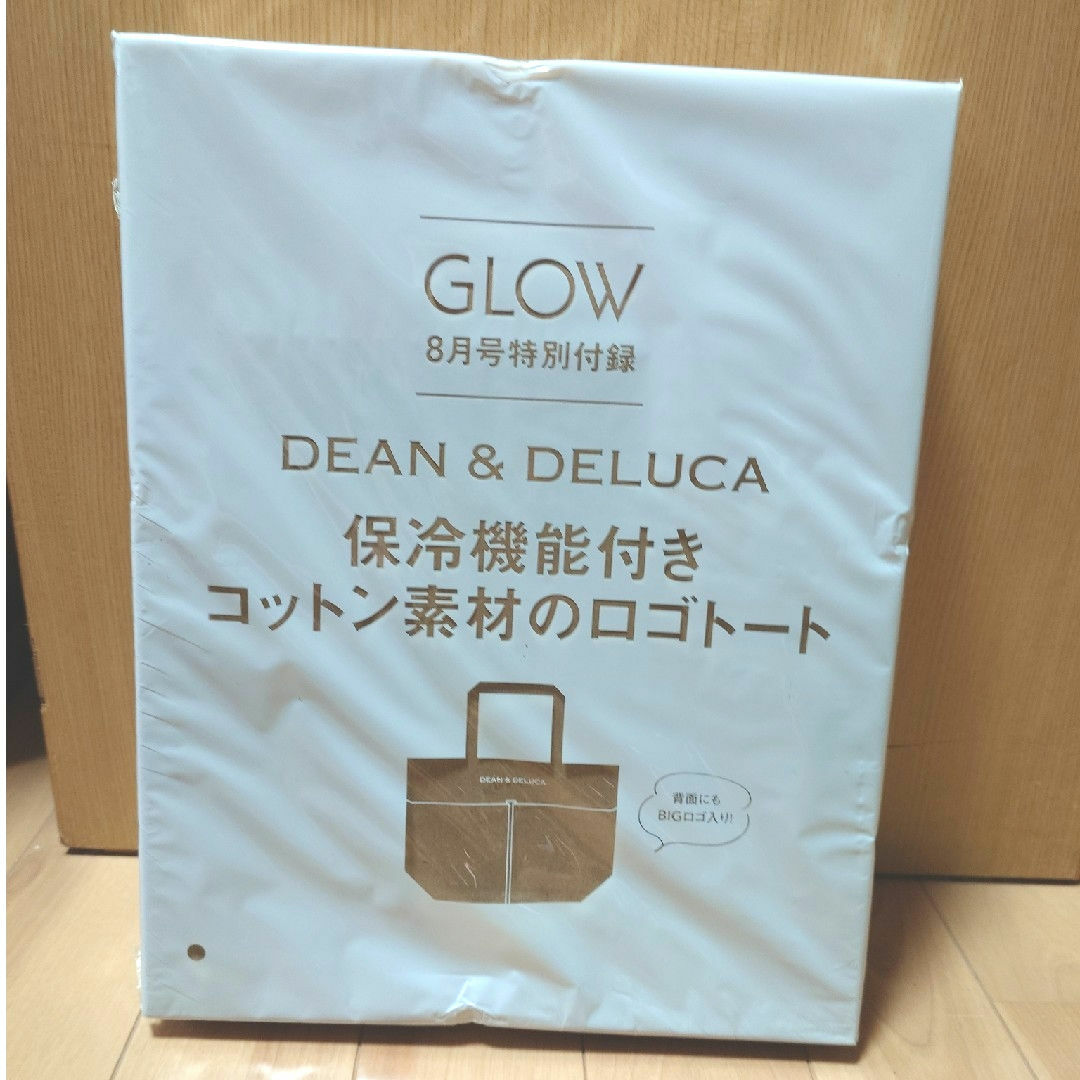 GLOW
8月号特別付録
DEAN & DELUCA
保冷機能付き
コットン素材のロゴトート
DEAN & DELUCA
背面にも
BIGロゴ入り!